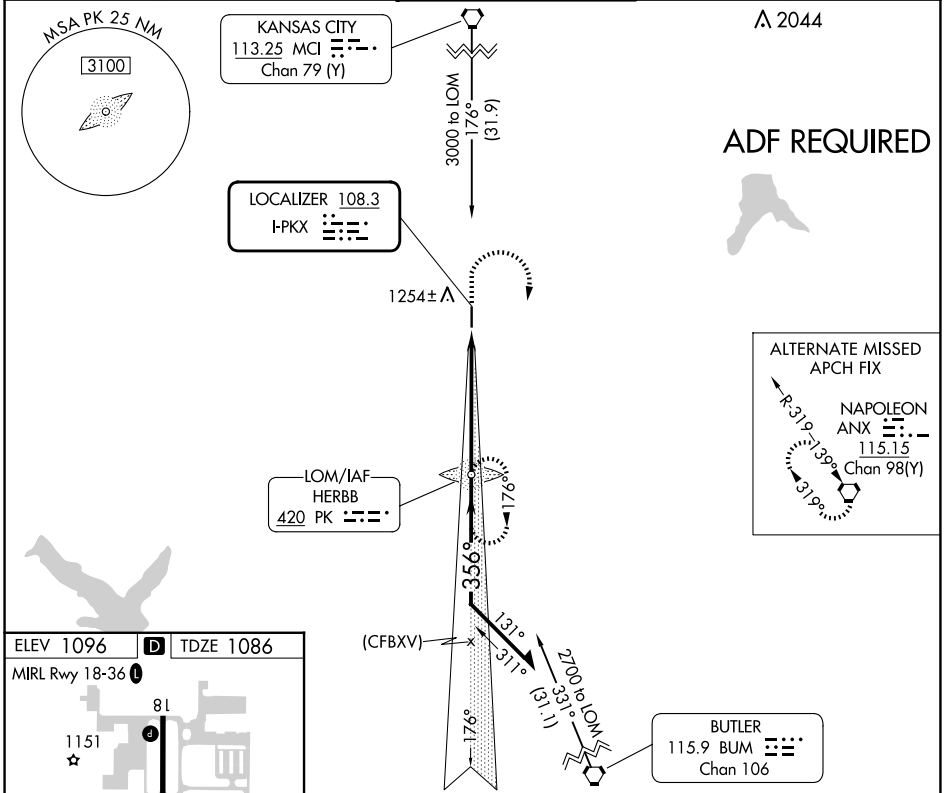 MSA PK 25 NM
3100
KANSAS CITY
113.25 MCI
Chan 79 (Y)
2044
3000 to LOM
176°
(31.9)
ADF REQUIRED
LOCALIZER 108.3
I-PKX
1254±
ALTERNATE MISSED
APCH FIX
R-319
139°
319°
NAPOLEON
ANX
115.15
Chan 98(Y)
LOM/IAF
HERBB
420 PK
176°
356°
(CFBXV)
131°
311°
176°
2700 to LOM
331°
(31.1)
BUTLER
115.9 BUM
Chan 106
ELEV 1096
D
TDZE 1086
MIRL Rwy 18-36 L
18
P
1151